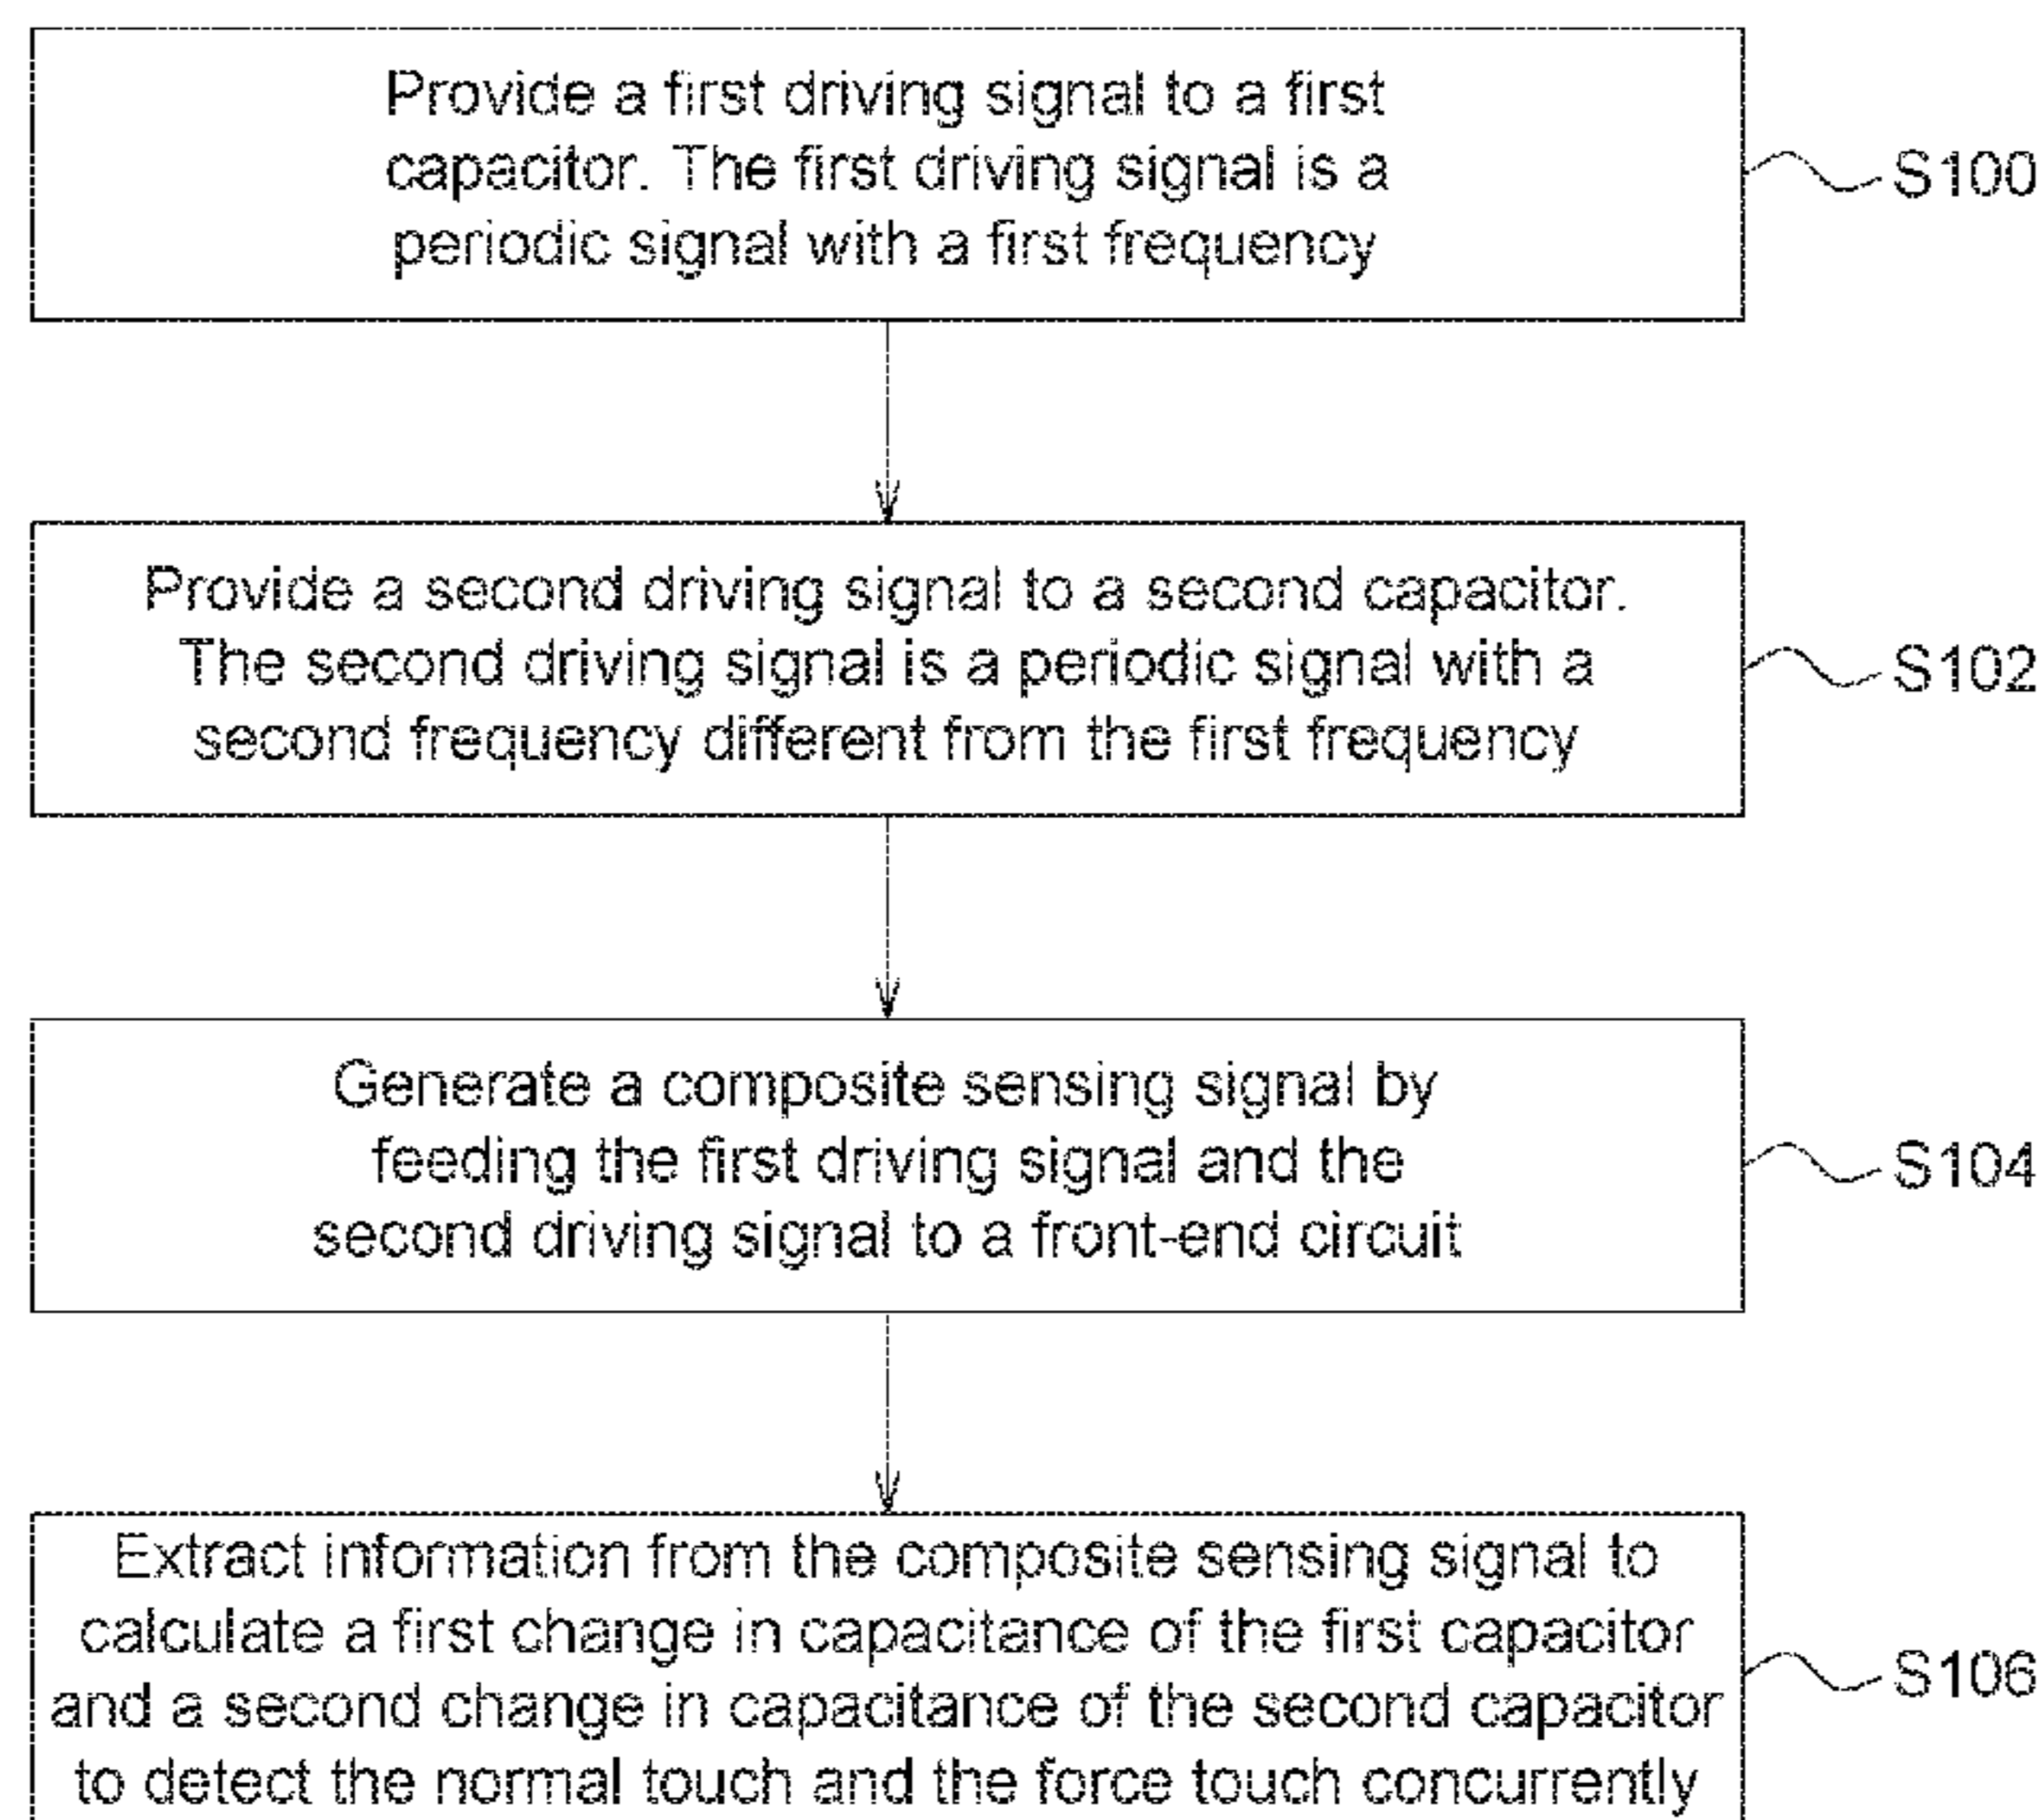 Provide a first driving signal to a first
capacitor. The first driving signal is a
periodic signal with a first frequency
S100
Provide a second driving signal to a second capacitor.
The second driving signal is a periodic signal with a
second frequency different from the first frequency
S102
Generate a composite sensing signal by
feeding the first driving signal and the
second driving signal to a front-end circuit
S104
Extract information from the composite sensing signal to
calculate a first change in capacitance of the first capacitor
and a second change in capacitance of the second capacitor
to detect the normal touch and the force touch concurrently
S106